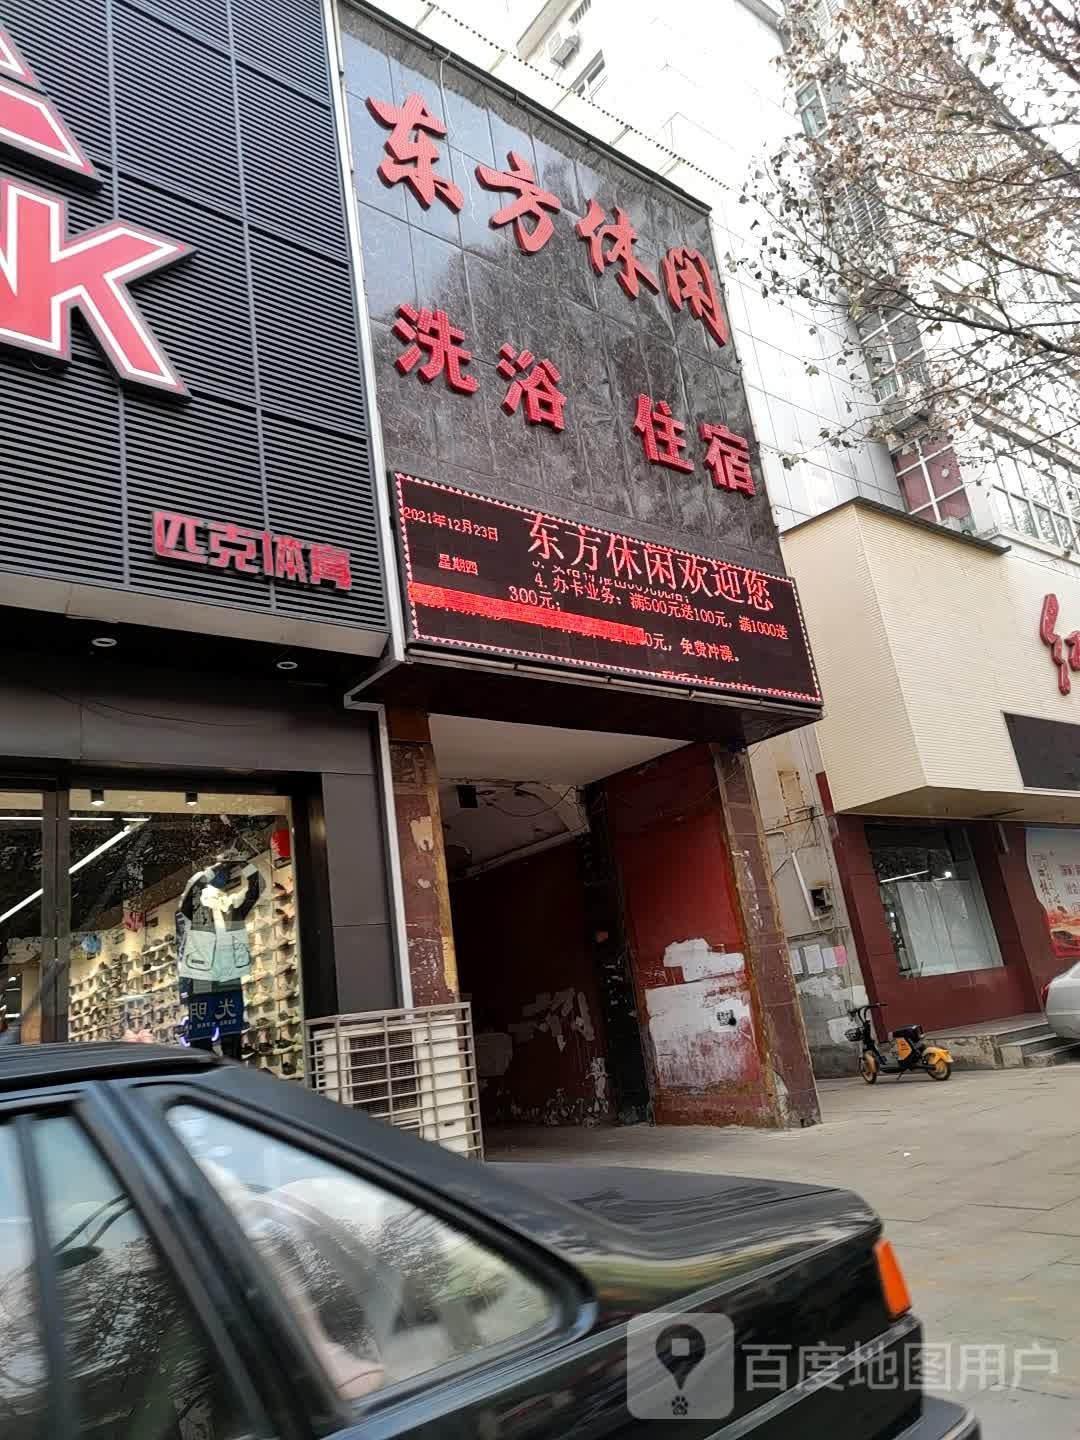 东方休闲
洗浴 住宿
2021年12月23日
星期四
东方休闲欢迎您
4. 办卡业务：满500元送100元，满1000送
300元；
0元，免费冲澡。
匹克体育
光明
红
百度地图用户